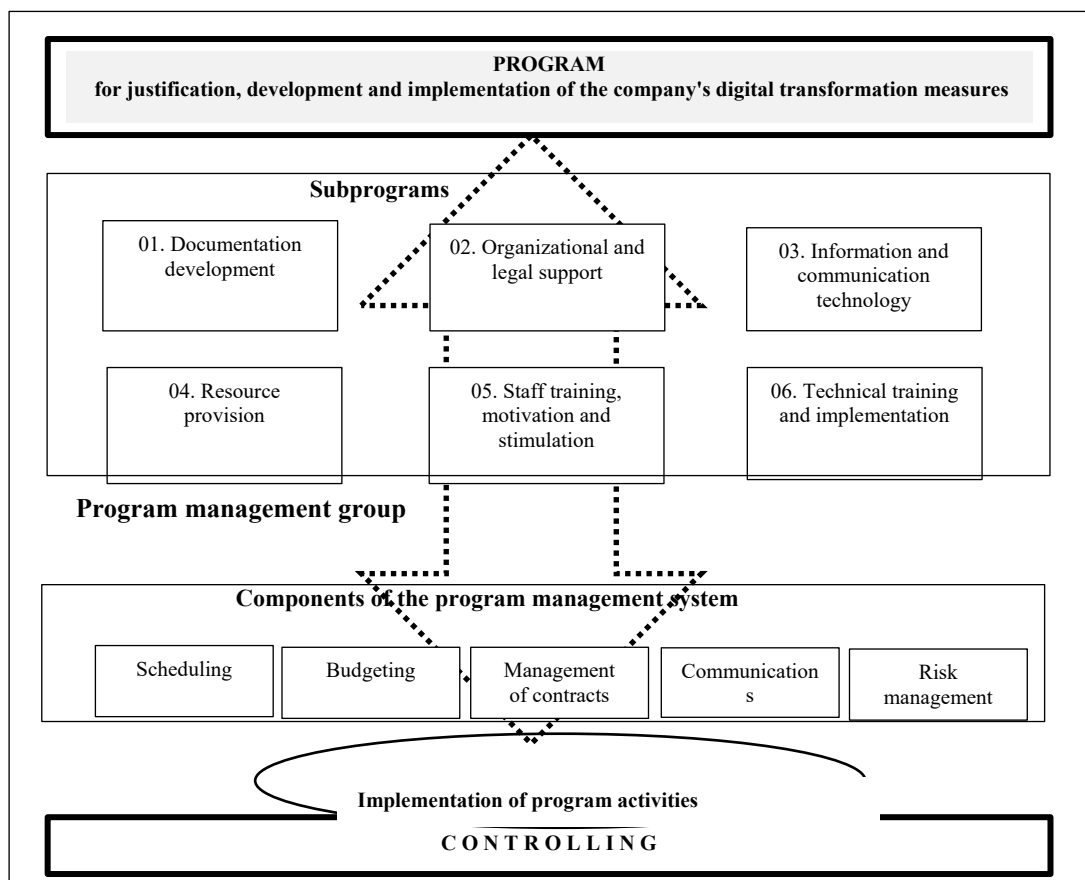 PROGRAM
for justification, development and implementation of the company's digital transformation measures
Subprograms
01. Documentation
development
02. Organizational and
legal support
03. Information and
communication
technology
04. Resource
provision
05. Staff training,
motivation and
stimulation
06. Technical training
and implementation
Program management group
Components of the program management system
Scheduling
Budgeting
Management
of contracts
Communication
s
Risk
management
Implementation of program activities
C O N T R O L L I N G